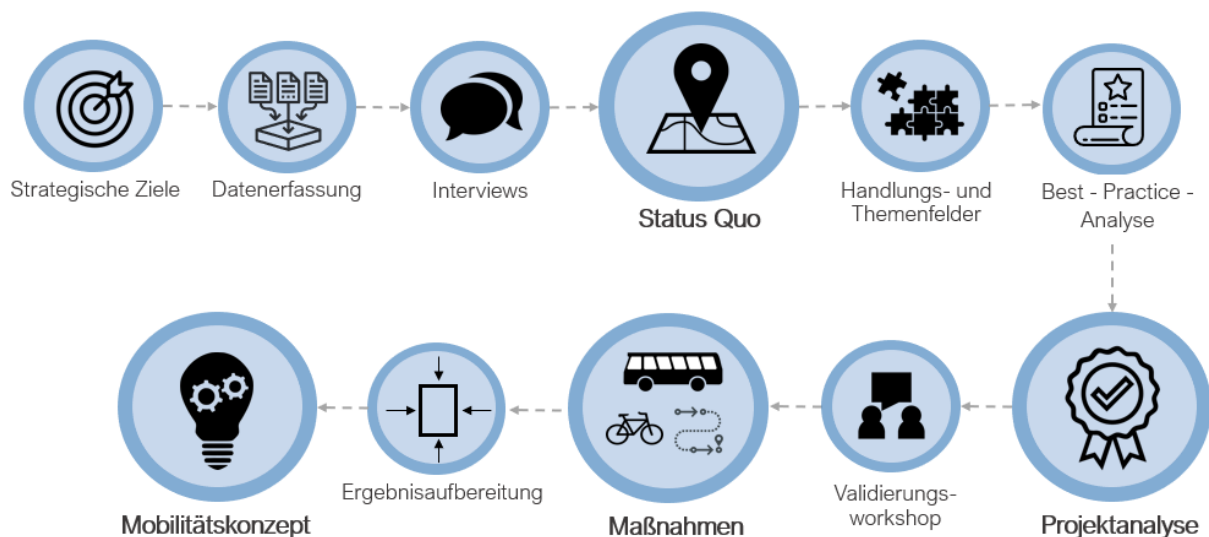 Strategische Ziele
Datenerfassung
Interviews
Status Quo
Handlungs- und
Themenfelder
Best - Practice -
Analyse
Projektanalyse
Validierungs-
workshop
Maßnahmen
Ergebnisaufbereitung
Mobilitätskonzept